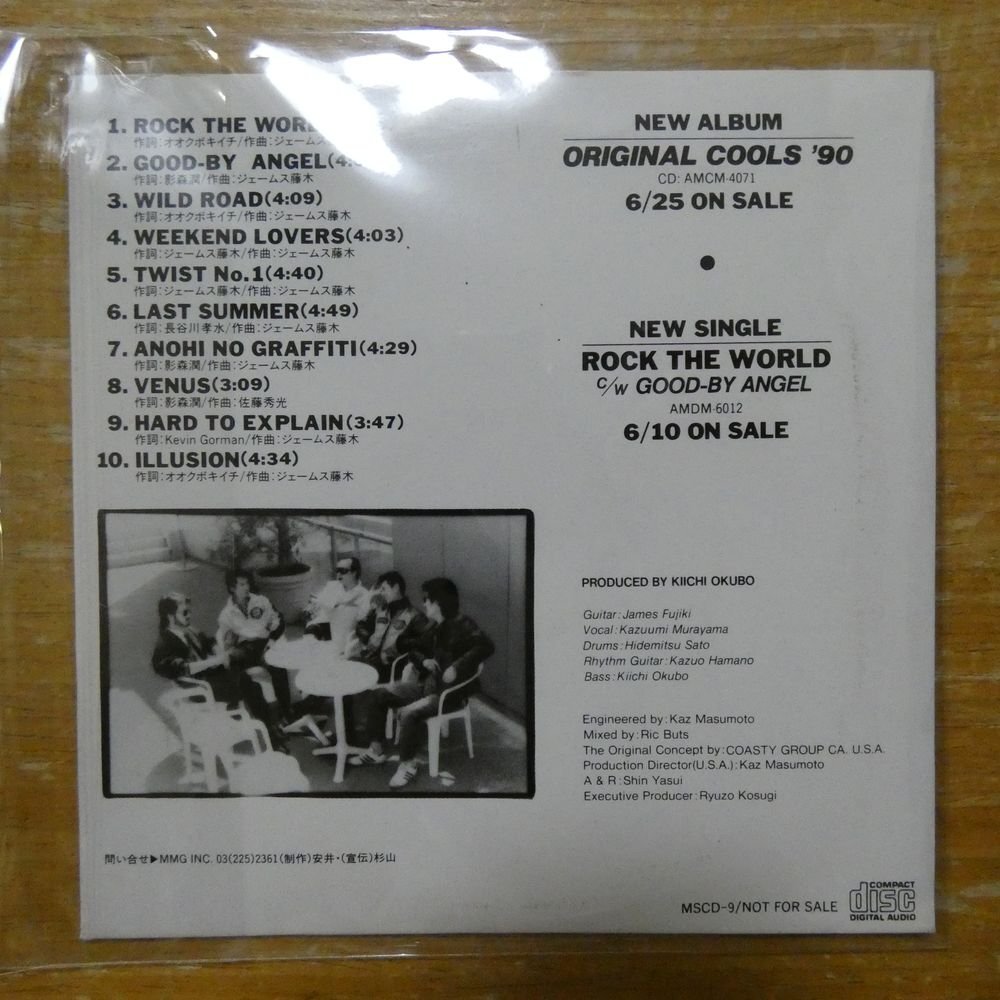 1. ROCK THE
作詞：オオクボキイチ/作曲：ジェームス
2. GOOD-BY ANGEL
作詞：影森潤/作曲：ジェームス藤木
3. WILD ROAD(4:09)
作詞：オオクボキイチ/作曲：ジェームス藤木
4. WEEKEND LOVERS(4:03)
作詞：ジェームス藤木/作曲：ジェームス藤木
5. TWIST No.1(4:40)
作詞：ジェームス藤木/作曲：ジェームス藤木
6. LAST SUMMER(4:49)
作詞：長谷川孝水/作曲：ジェームス藤木
7. ANOHI NO GRAFFITI(4:29)
作詞：影森潤/作曲：ジェームス藤木
8. VENUS(3:09)
作詞：影森潤/作曲：佐藤秀光
9. HARD TO EXPLAIN(3:47)
作詞：Kevin Gorman/作曲：ジェームス藤木
10. ILLUSION(4:34)
作詞：オオクボキイチ/作曲：ジェームス藤木
NEW ALBUM
ORIGINAL COOLS '90
CD: AMCM-4071
6/25 ON SALE
●
NEW SINGLE
ROCK THE WORLD
c/w GOOD-BY ANGEL
AMDM-6012
6/10 ON SALE
PRODUCED BY KIICHI OKUBO
Guitar：James Fujiki
Vocal：Kazuumi Murayama
Drums：Hidemitsu Sato
Rhythm Guitar：Kazuo Hamano
Bass：Kiichi Okubo
Engineered by：Kaz Masumoto
Mixed by：Ric Buts
The Original Concept by：COASTY GROUP CA. U.S.A.
Production Director(U.S.A.)：Kaz Masumoto
A & R：Shin Yasui
Executive Producer：Ryuzo Kosugi
問い合せ▶MMG INC. 03(225)2361(制作)安井・(宣伝)杉山
MSCD-9/NOT FOR SALE
COMPACT
disc
DIGITAL AUDIO